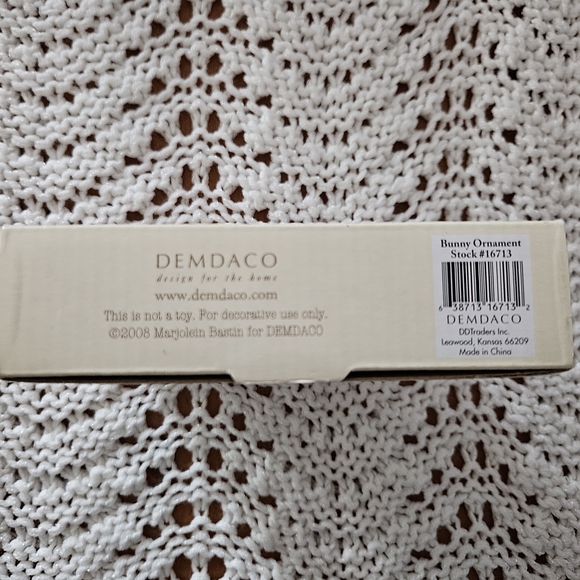 DEMDACO
design for the home
www.demdaco.com
This is not a toy. For decorative use only.
©2008 Marjolein Bastin for DEMDACO
Bunny Ornament
Stock #16713
6 38713 16713 2
DEMDACO
DDTraders Inc.
Leawood, Kansas 66209
Made in China